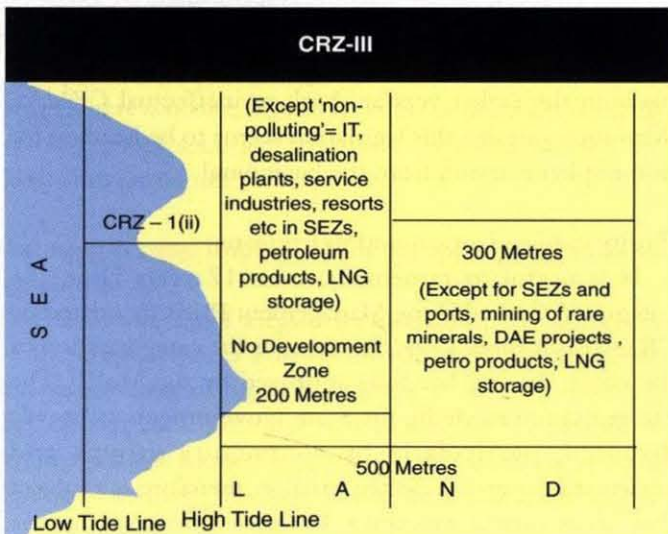 CRZ-III
(Except 'non-
polluting'= IT,
desalination
plants, service
industries, resorts
etc in SEZs,
petroleum
products, LNG
storage)
No Development
Zone
200 Metres
CRZ – 1(ii)
SEA
300 Metres
(Except for SEZs and
ports, mining of rare
minerals, DAE projects ,
petro products, LNG
storage)
500 Metres
L A N D
Low Tide Line
High Tide Line